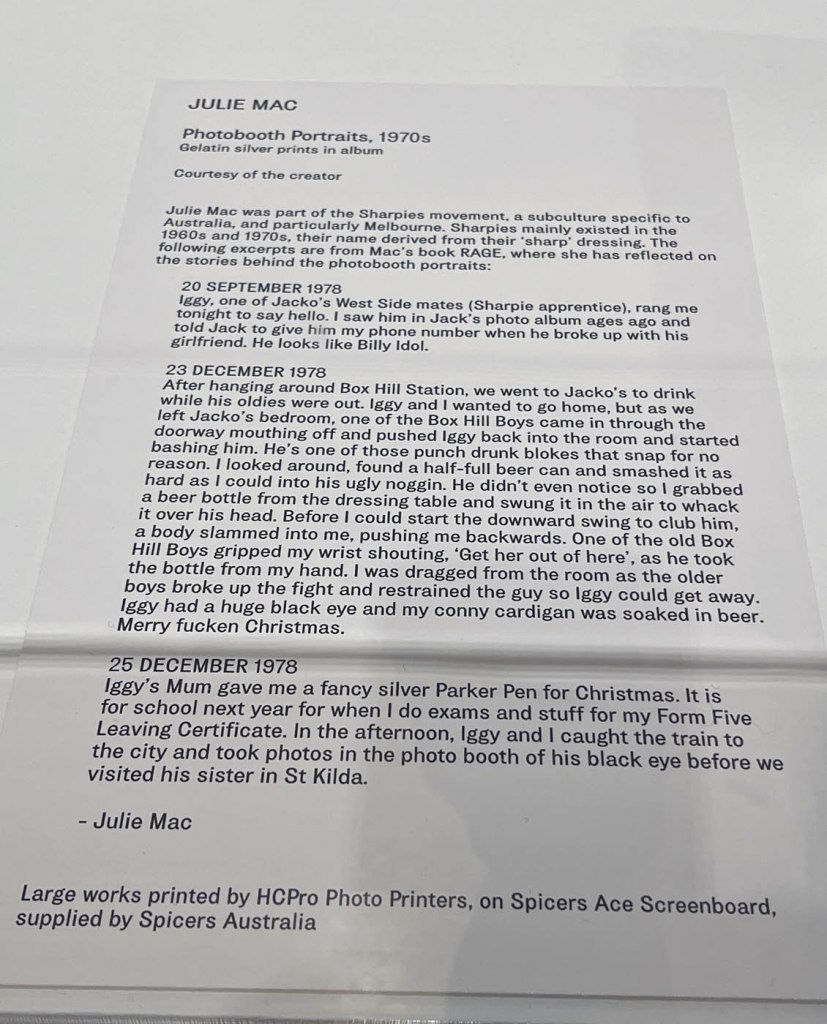 JULIE MAC
Photobooth Portraits, 1970s
Gelatin silver prints in album
Courtesy of the creator
Julie Mac was part of the Sharpies movement, a subculture specific to
Australia, and particularly Melbourne. Sharpies mainly existed in the
1960s and 1970s, their name derived from their 'sharp' dressing. The
following excerpts are from Mac's book RAGE, where she has reflected on
the stories behind the photobooth portraits:
20 SEPTEMBER 1978
Iggy, one of Jacko's West Side mates (Sharpie apprentice), rang me
tonight to say hello. I saw him in Jack's photo album ages ago and
told Jack to give him my phone number when he broke up with his
girlfriend. He looks like Billy Idol.
23 DECEMBER 1978
After hanging around Box Hill Station, we went to Jacko's to drink
while his oldies were out. Iggy and I wanted to go home, but as we
left Jacko's bedroom, one of the Box Hill Boys came in through the
doorway mouthing off and pushed Iggy back into the room and started
bashing him. He's one of those punch drunk blokes that snap for no
reason. I looked around, found a half-full beer can and smashed it as
hard as I could into his ugly noggin. He didn't even notice so I grabbed
a beer bottle from the dressing table and swung it in the air to whack
it over his head. Before I could start the downward swing to club him,
a body slammed into me, pushing me backwards. One of the old Box
Hill Boys gripped my wrist shouting, 'Get her out of here', as he took
the bottle from my hand. I was dragged from the room as the older
boys broke up the fight and restrained the guy so Iggy could get away.
Iggy had a huge black eye and my conny cardigan was soaked in beer.
Merry fucken Christmas.
25 DECEMBER 1978
Iggy's Mum gave me a fancy silver Parker Pen for Christmas. It is
for school next year for when I do exams and stuff for my Form Five
Leaving Certificate. In the afternoon, Iggy and I caught the train to
the city and took photos in the photo booth of his black eye before we
visited his sister in St Kilda.
- Julie Mac
Large works printed by HCPro Photo Printers, on Spicers Ace Screenboard,
supplied by Spicers Australia